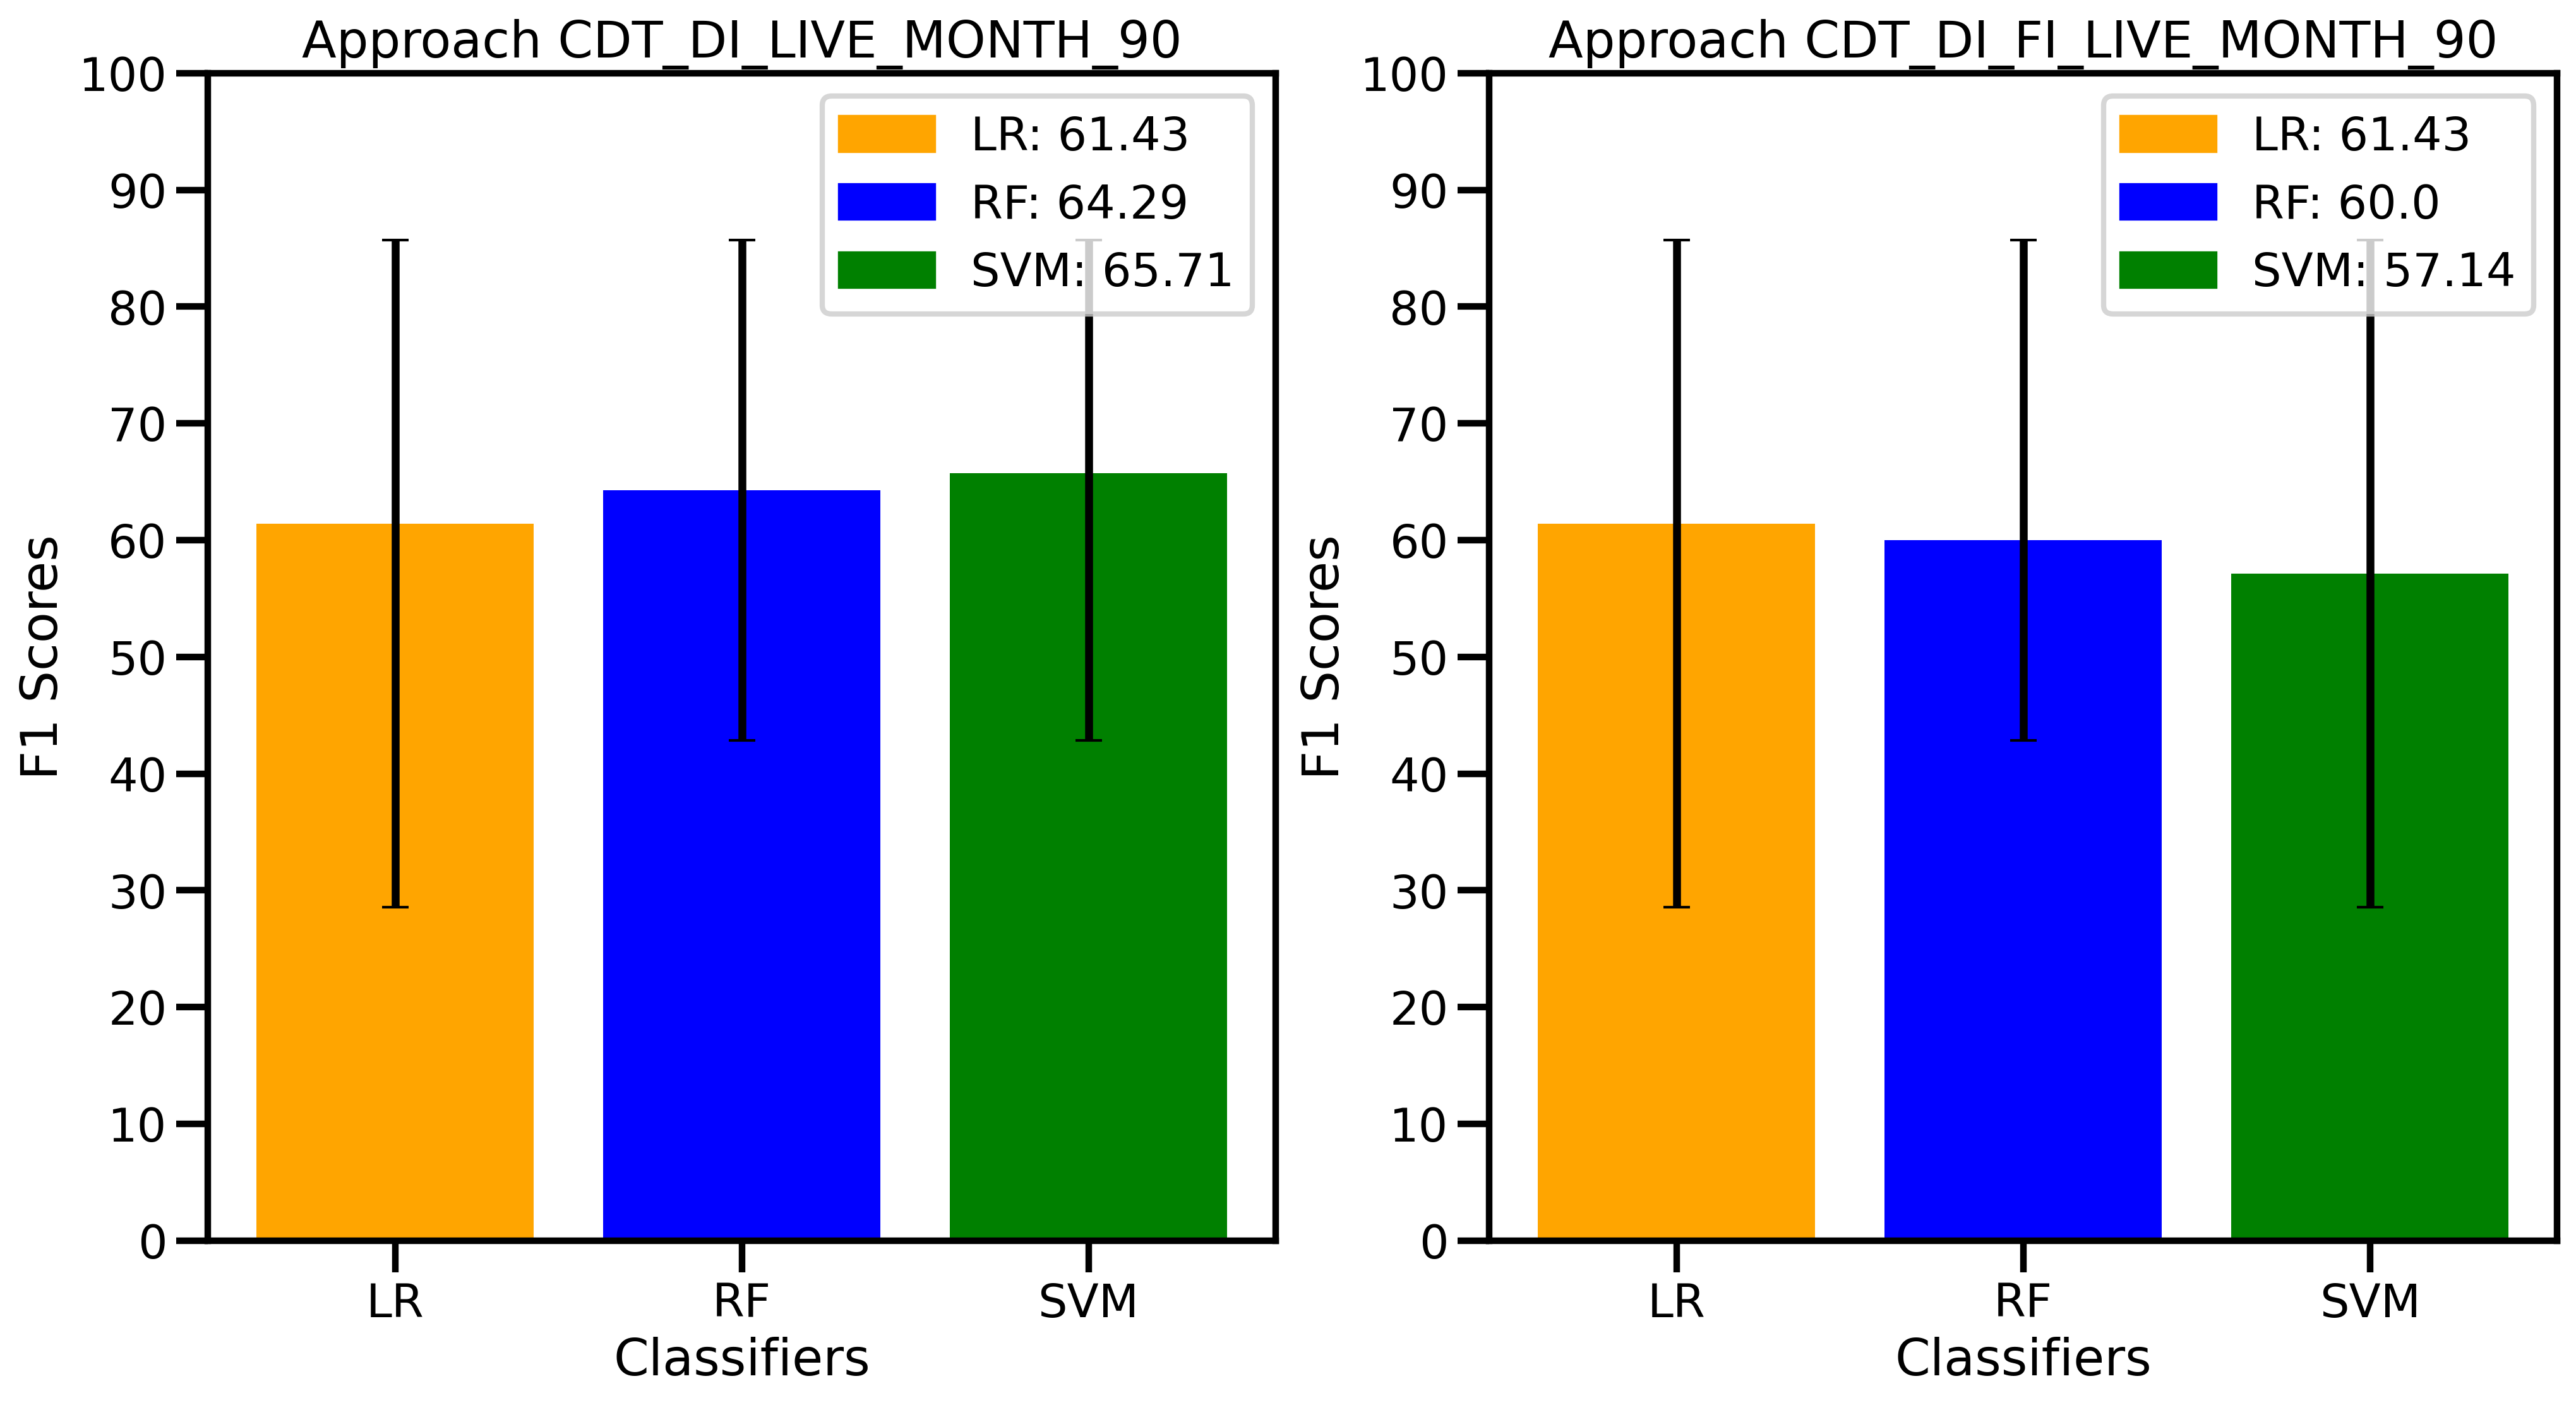 Approach CDT_DI_LIVE_MONTH_90
100
90
80
70
60
50
40
30
20
10
0
F1 Scores
LR: 61.43
RF: 64.29
SVM: 65.71
LR
RF
SVM
Classifiers
Approach CDT_DI_FI_LIVE_MONTH_90
100
90
80
70
60
50
40
30
20
10
0
F1 Scores
LR: 61.43
RF: 60.0
SVM: 57.14
LR
RF
SVM
Classifiers